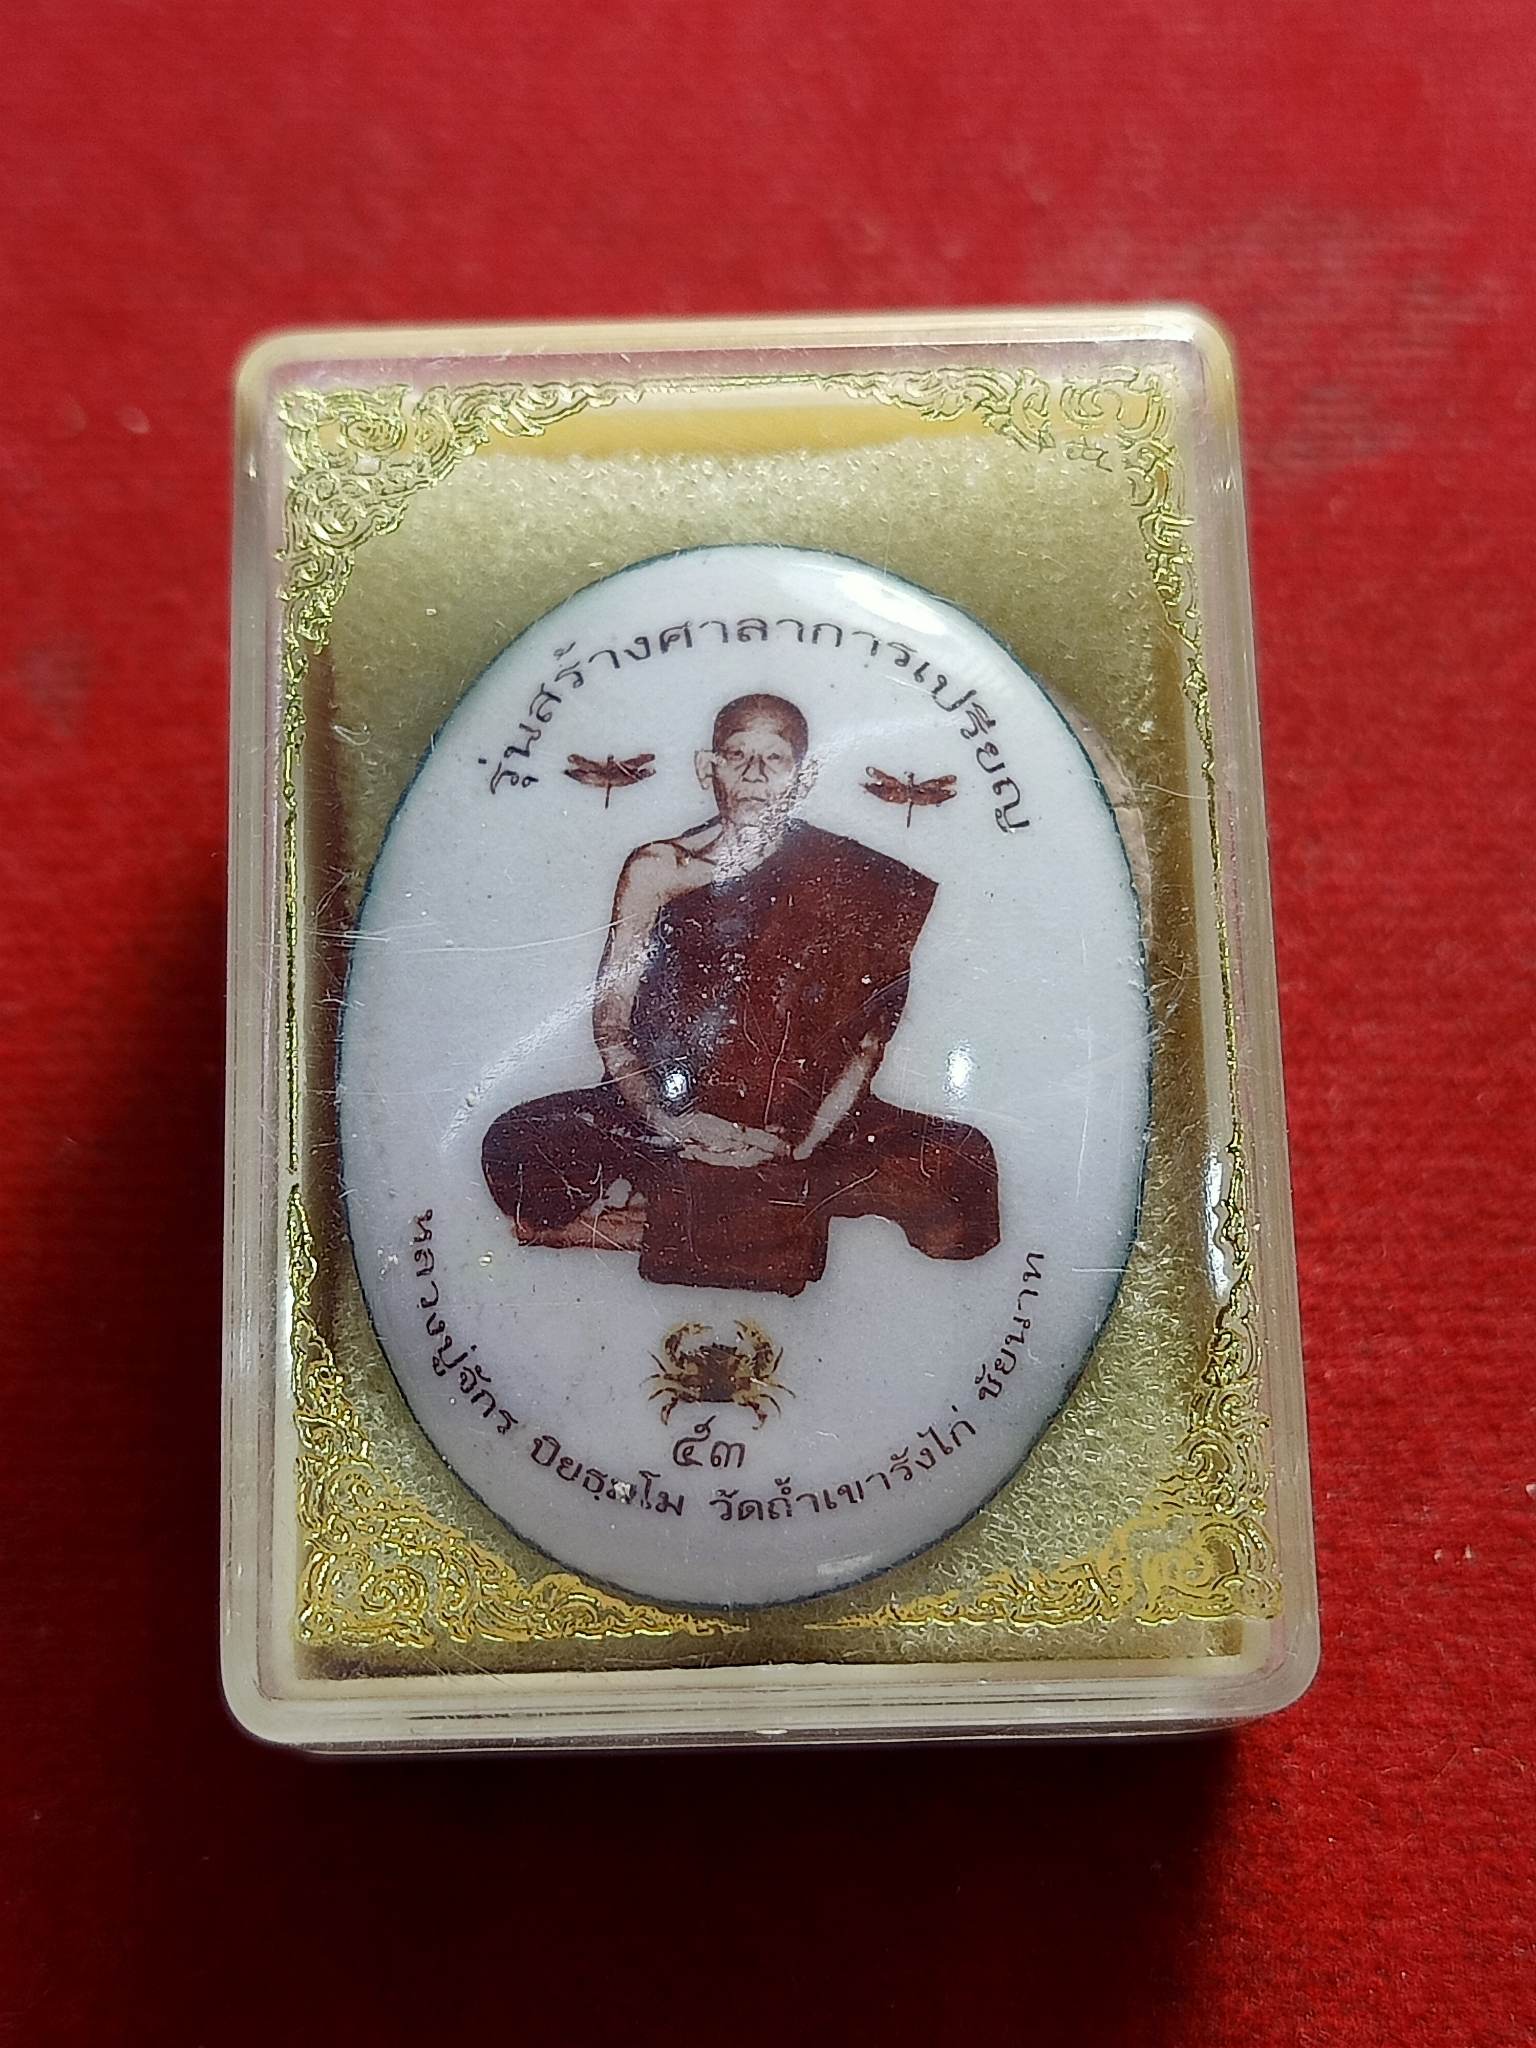 รุ่นสร้างศาลาการเปรียญ
๕๓
หลวงปู่จักร ปิยธมฺโม วัดถ้ำเขารังไก่ ชัยนาท